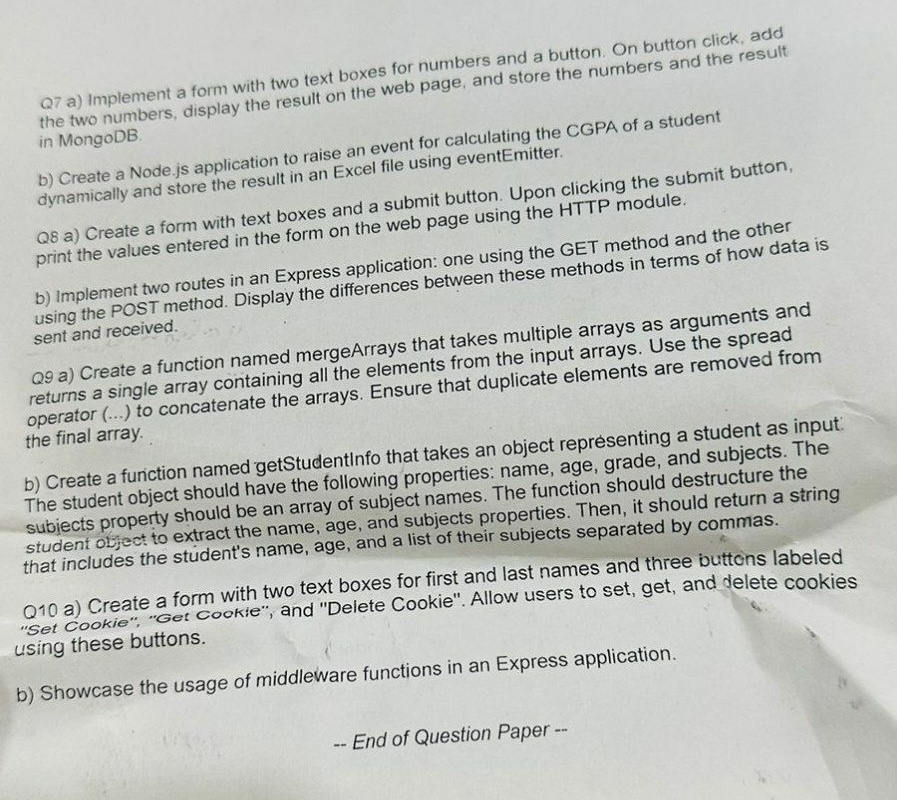 Q7 a) Implement a form with two text boxes for numbers and a button. On button click, add
the two numbers, display the result on the web page, and store the numbers and the result
in MongoDB.
b) Create a Node.js application to raise an event for calculating the CGPA of a student
dynamically and store the result in an Excel file using eventEmitter.
Q8 a) Create a form with text boxes and a submit button. Upon clicking the submit button,
print the values entered in the form on the web page using the HTTP module.
b) Implement two routes in an Express application: one using the GET method and the other
using the POST method. Display the differences between these methods in terms of how data is
sent and received.
Q9 a) Create a function named mergeArrays that takes multiple arrays as arguments and
returns a single array containing all the elements from the input arrays. Use the spread
operator (...) to concatenate the arrays. Ensure that duplicate elements are removed from
the final array.
b) Create a function named getStudentInfo that takes an object representing a student as input.
The student object should have the following properties: name, age, grade, and subjects. The
subjects property should be an array of subject names. The function should destructure the
student object to extract the name, age, and subjects properties. Then, it should return a string
that includes the student's name, age, and a list of their subjects separated by commas.
Q10 a) Create a form with two text boxes for first and last names and three buttons labeled
"Set Cookie", "Get Cookie", and "Delete Cookie". Allow users to set, get, and delete cookies
using these buttons.
b) Showcase the usage of middleware functions in an Express application.
-- End of Question Paper --